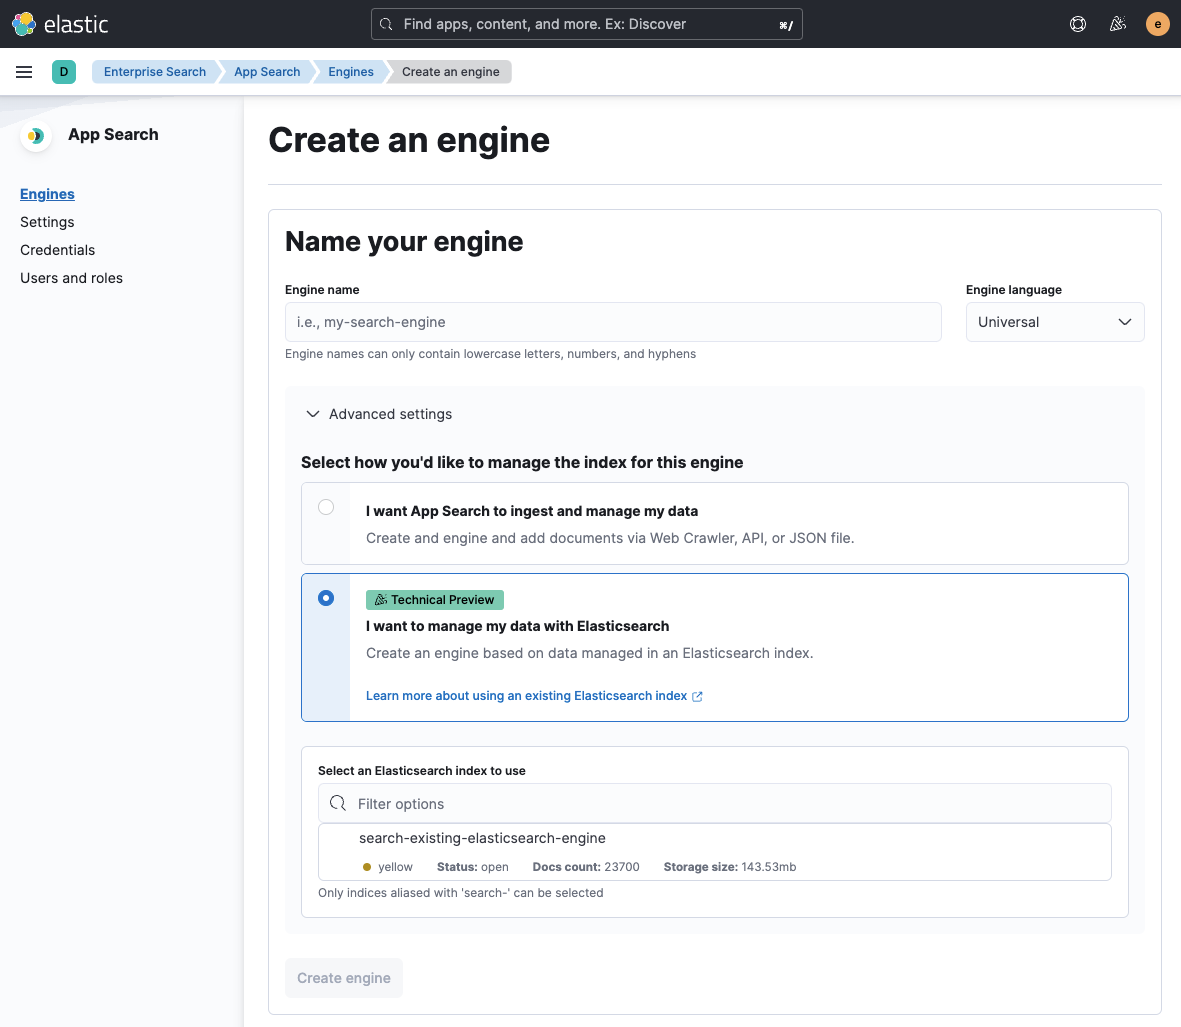 elastic
Find apps, content, and more. Ex: Discover
⌘/
e
D
Enterprise Search
App Search
Engines
Create an engine
App Search
Engines
Settings
Credentials
Users and roles
Create an engine
Name your engine
Engine name
Engine language
i.e., my-search-engine
Universal
Engine names can only contain lowercase letters, numbers, and hyphens
Advanced settings
Select how you'd like to manage the index for this engine
I want App Search to ingest and manage my data
Create and engine and add documents via Web Crawler, API, or JSON file.
Technical Preview
I want to manage my data with Elasticsearch
Create an engine based on data managed in an Elasticsearch index.
Learn more about using an existing Elasticsearch index
Select an Elasticsearch index to use
Filter options
search-existing-elasticsearch-engine
yellow Status: open Docs count: 23700 Storage size: 143.53mb
Only indices aliased with 'search-' can be selected
Create engine